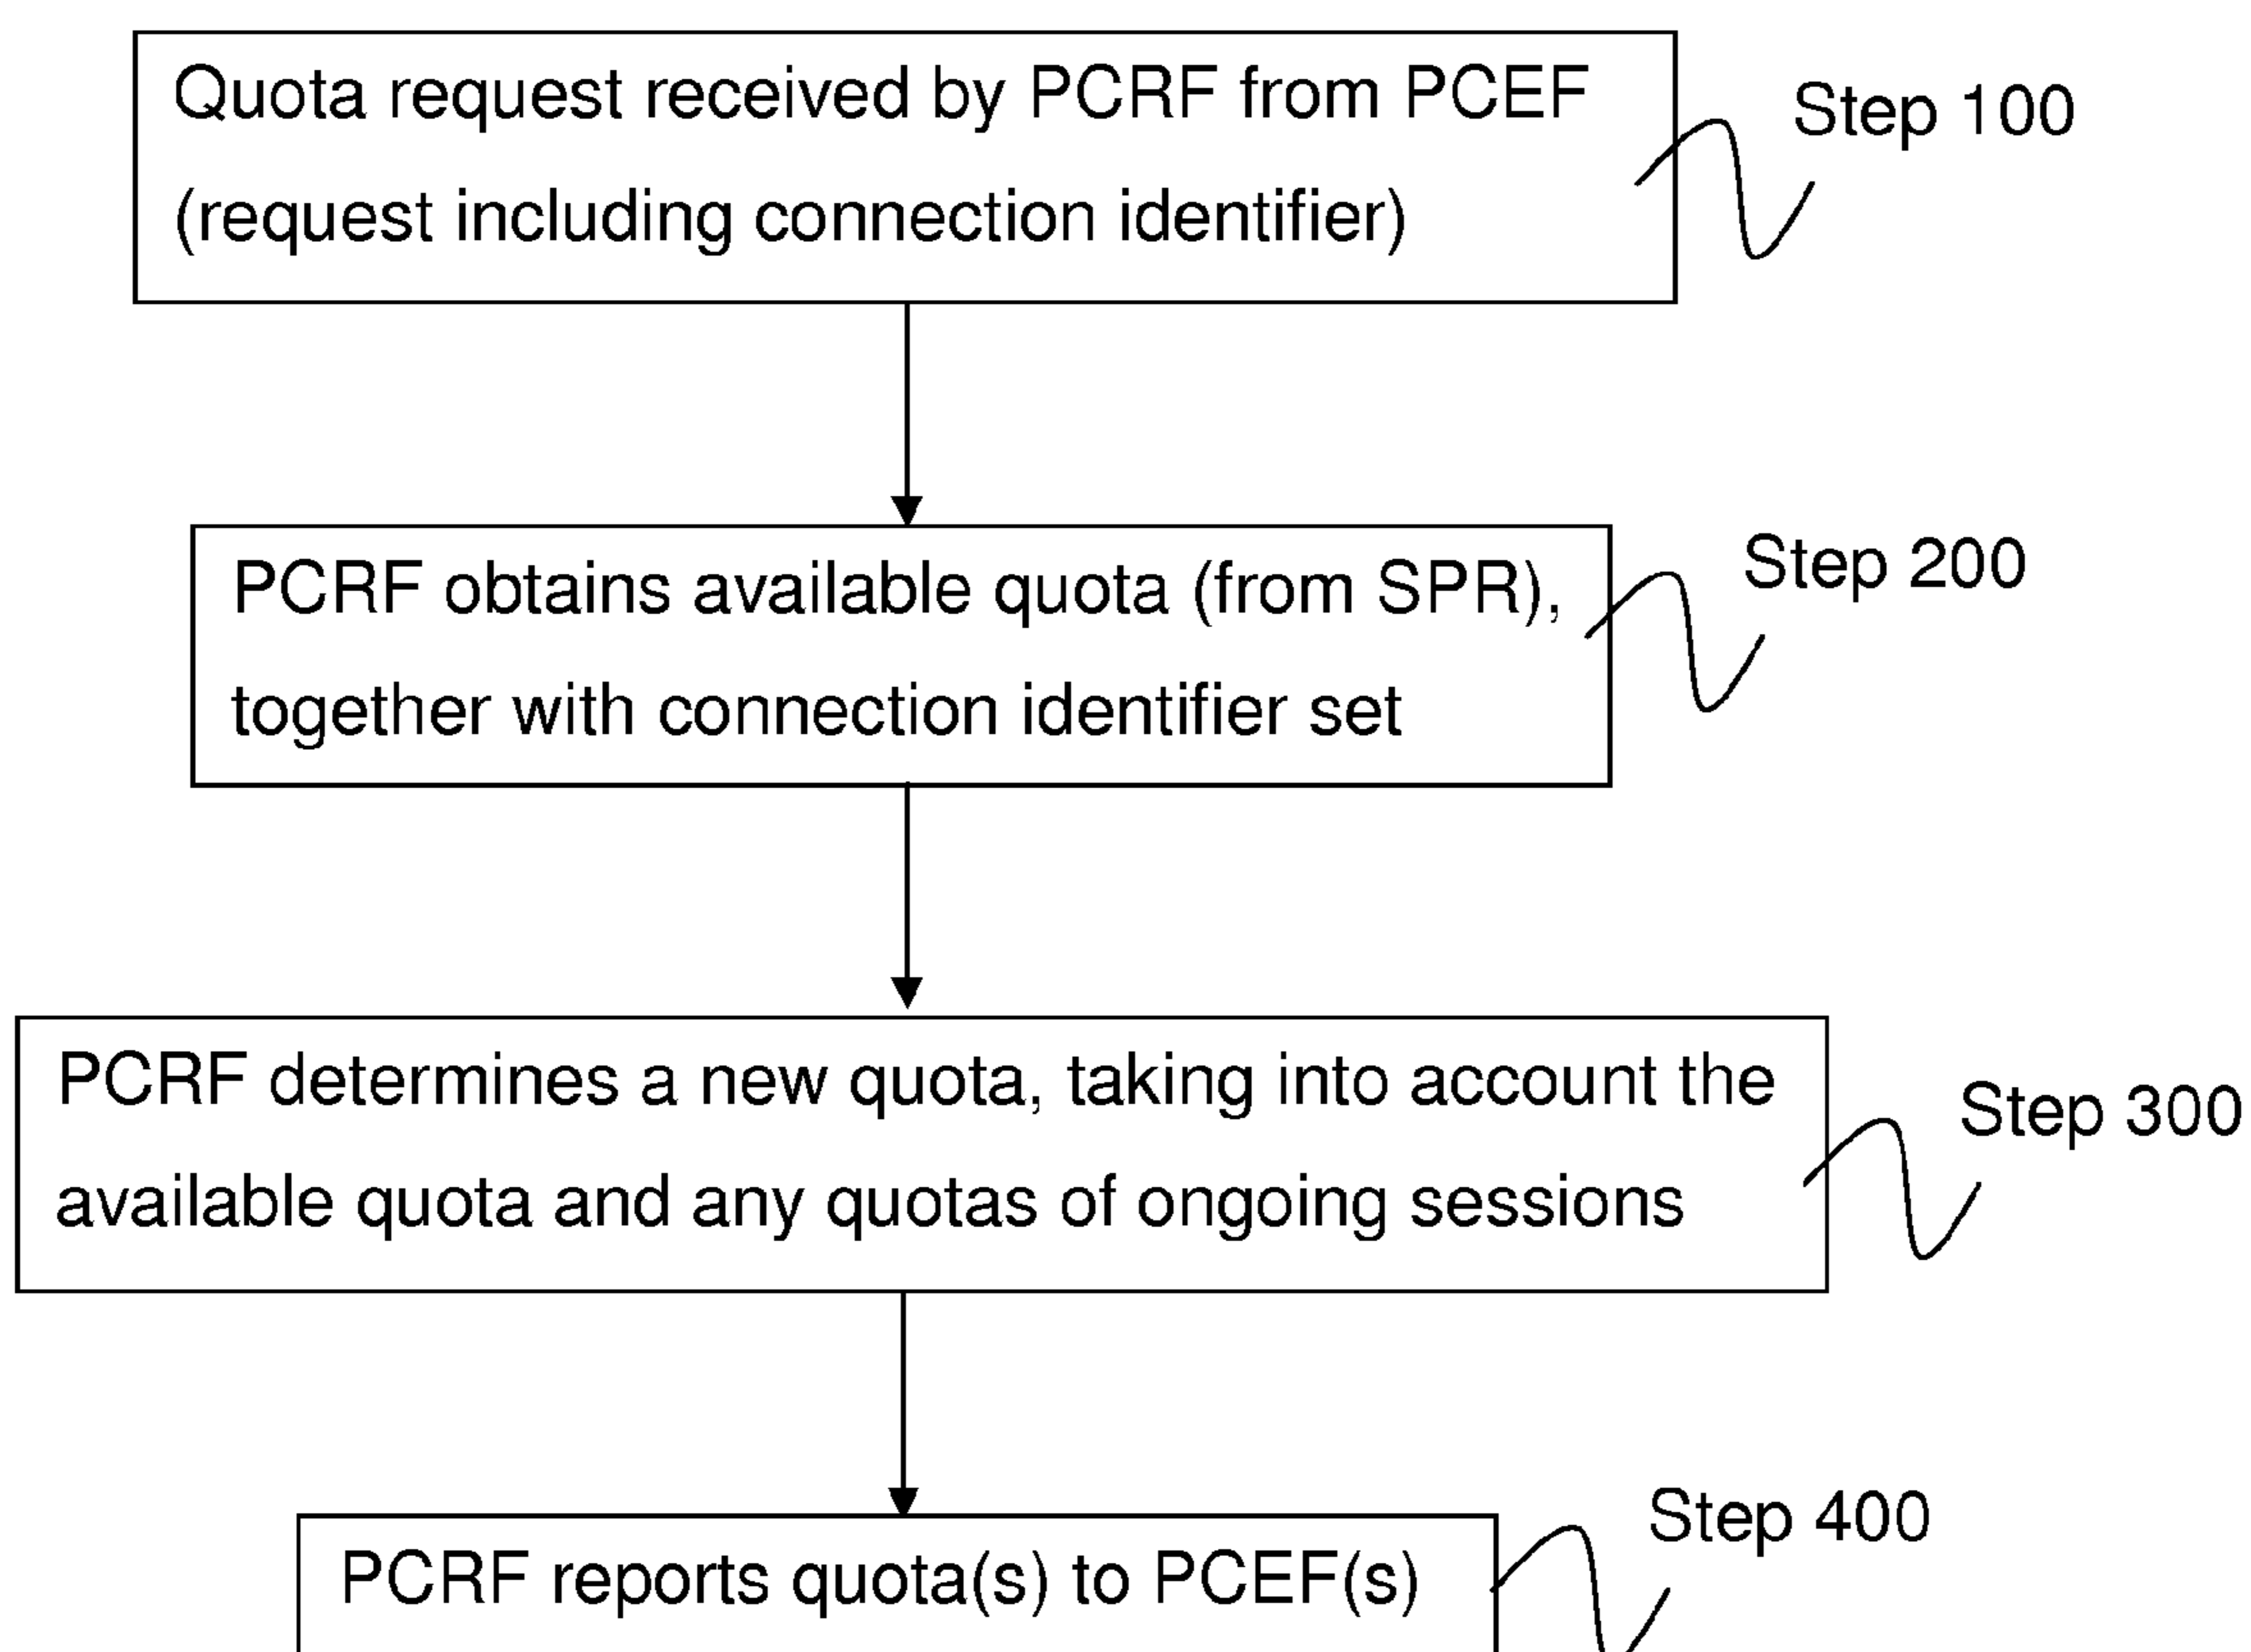 Quota request received by PCRF from PCEF
(request including connection identifier)
Step 100
PCRF obtains available quota (from SPR),
together with connection identifier set
Step 200
PCRF determines a new quota, taking into account the
available quota and any quotas of ongoing sessions
Step 300
PCRF reports quota(s) to PCEF(s)
Step 400